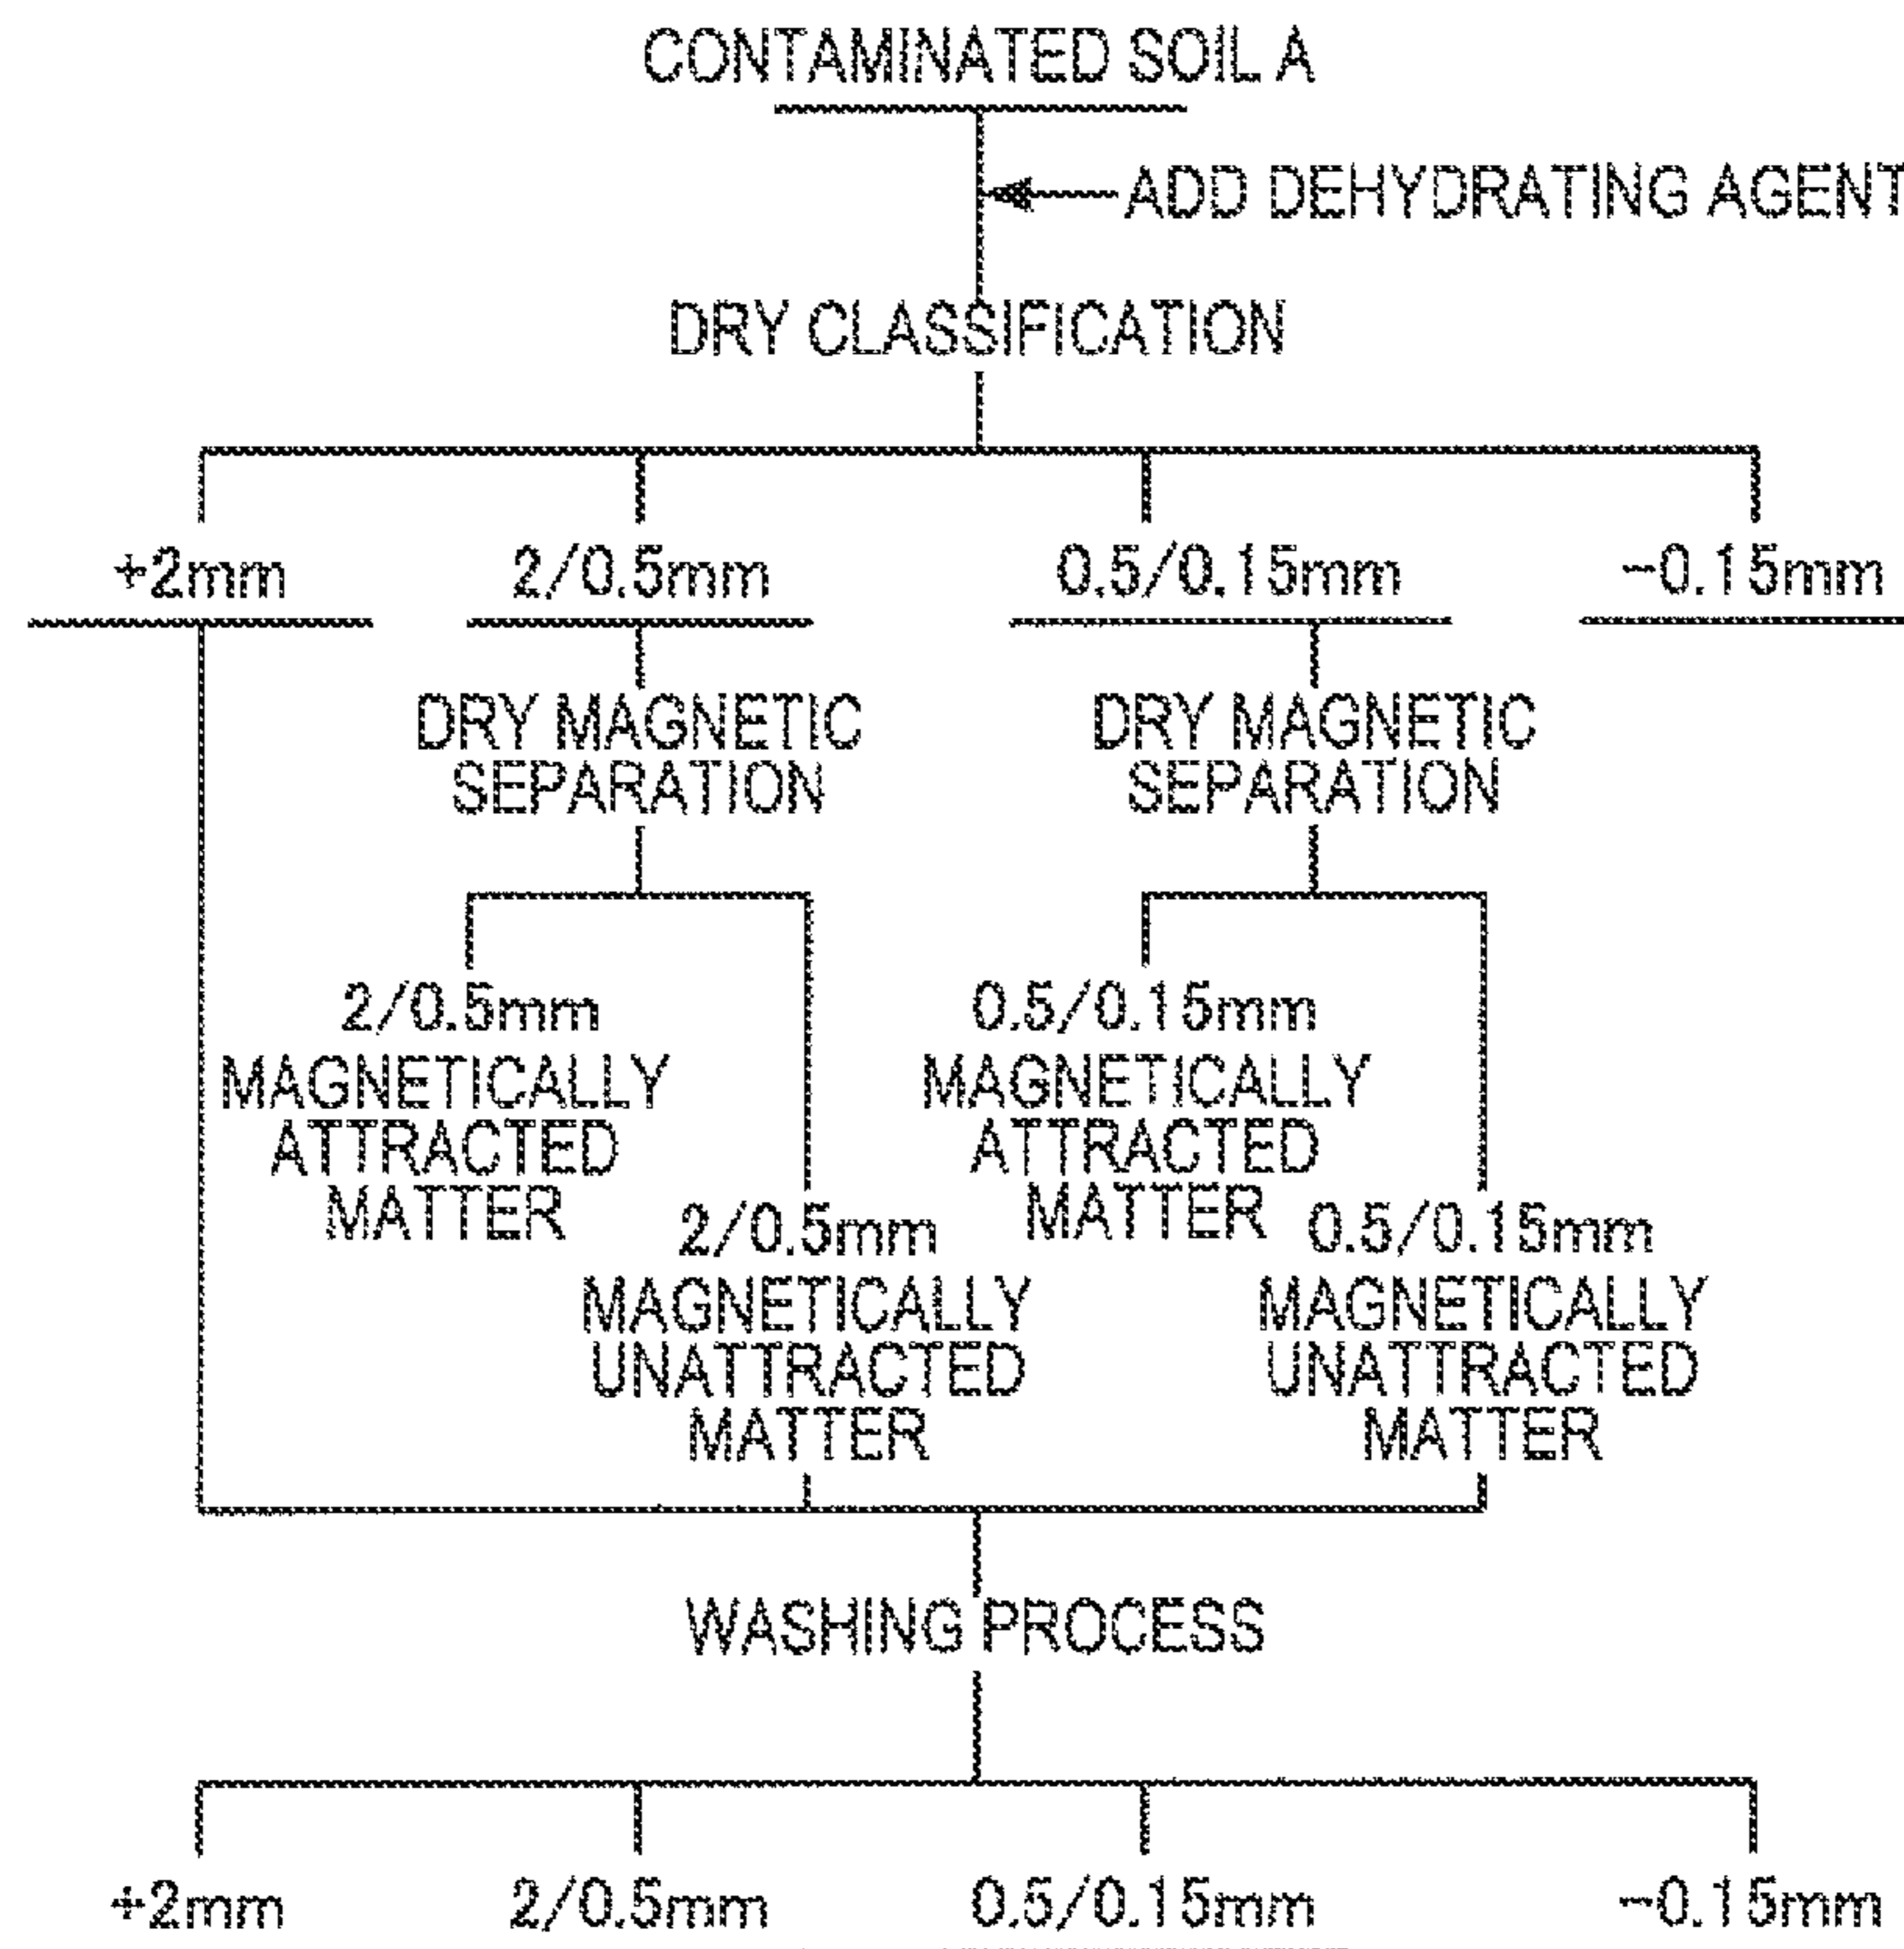 CONTAMINATED SOIL A
ADD DEHYDRATING AGENT
DRY CLASSIFICATION
+2mm
2/0.5mm
0.5/0.15mm
-0.15mm
DRY MAGNETIC
SEPARATION
DRY MAGNETIC
SEPARATION
2/0.5mm
MAGNETICALLY
ATTRACTED
MATTER
2/0.5mm
MAGNETICALLY
UNATTRACTED
MATTER
0.5/0.15mm
MAGNETICALLY
ATTRACTED
MATTER
0.5/0.15mm
MAGNETICALLY
UNATTRACTED
MATTER
WASHING PROCESS
+2mm
2/0.5mm
0.5/0.15mm
-0.15mm